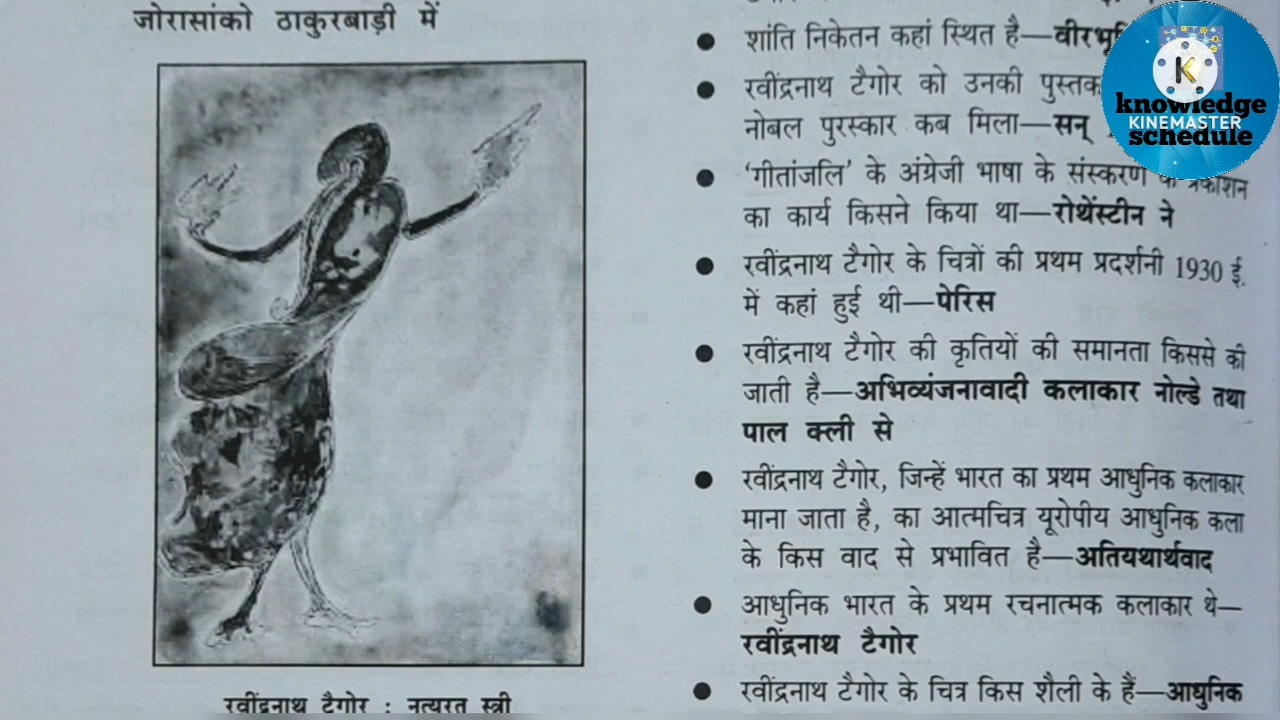 जोरासांको ठाकुरबाड़ी में
रवींद्रनाथ टैगोर : नृत्यरत स्त्री
● शांति निकेतन कहां स्थित है—
● रवींद्रनाथ टैगोर को उनकी पुस्तक
नोबल पुरस्कार कब मिला—सन्
● ‘गीतांजलि’ के अंग्रेजी भाषा के संस्करण के प्रकाशन
का कार्य किसने किया था—रोथेंस्टीन ने
● रवींद्रनाथ टैगोर के चित्रों की प्रथम प्रदर्शनी 1930 ई.
में कहां हुई थी—पेरिस
● रवींद्रनाथ टैगोर की कृतियों की समानता किससे की
जाती है—अभिव्यंजनावादी कलाकार नोल्डे तथा
पाल क्ली से
● रवींद्रनाथ टैगोर, जिन्हें भारत का प्रथम आधुनिक कलाकार
माना जाता है, का आत्मचित्र यूरोपीय आधुनिक कला
के किस वाद से प्रभावित है—अतियथार्थवाद
● आधुनिक भारत के प्रथम रचनात्मक कलाकार थे—
रवींद्रनाथ टैगोर
● रवींद्रनाथ टैगोर के चित्र किस शैली के हैं—आधुनिक
K
knowledge
KINEMASTER
schedule